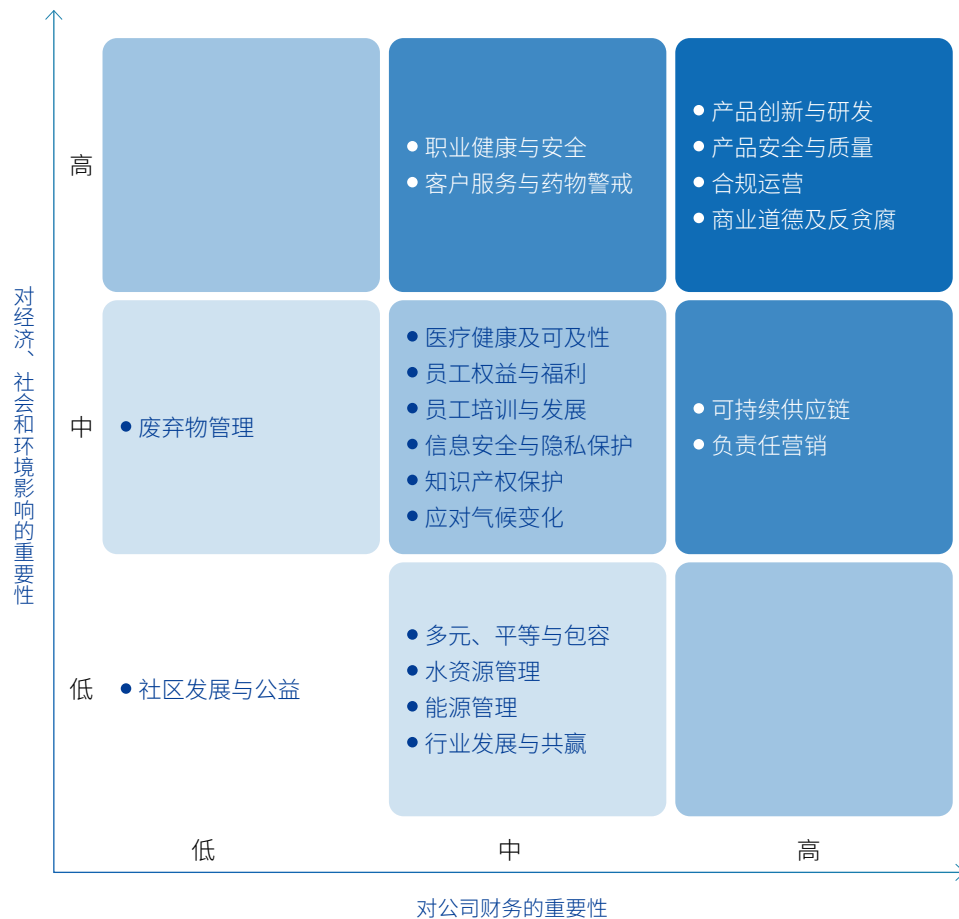 对经济、社会和环境影响的重要性
高
● 职业健康与安全
● 客户服务与药物警戒
● 产品创新与研发
● 产品安全与质量
● 合规运营
● 商业道德及反贪腐
中
● 废弃物管理
● 医疗健康及可及性
● 员工权益与福利
● 员工培训与发展
● 信息安全与隐私保护
● 知识产权保护
● 应对气候变化
● 可持续供应链
● 负责任营销
低
● 社区发展与公益
● 多元、平等与包容
● 水资源管理
● 能源管理
● 行业发展与共赢
低
中
高
对公司财务的重要性